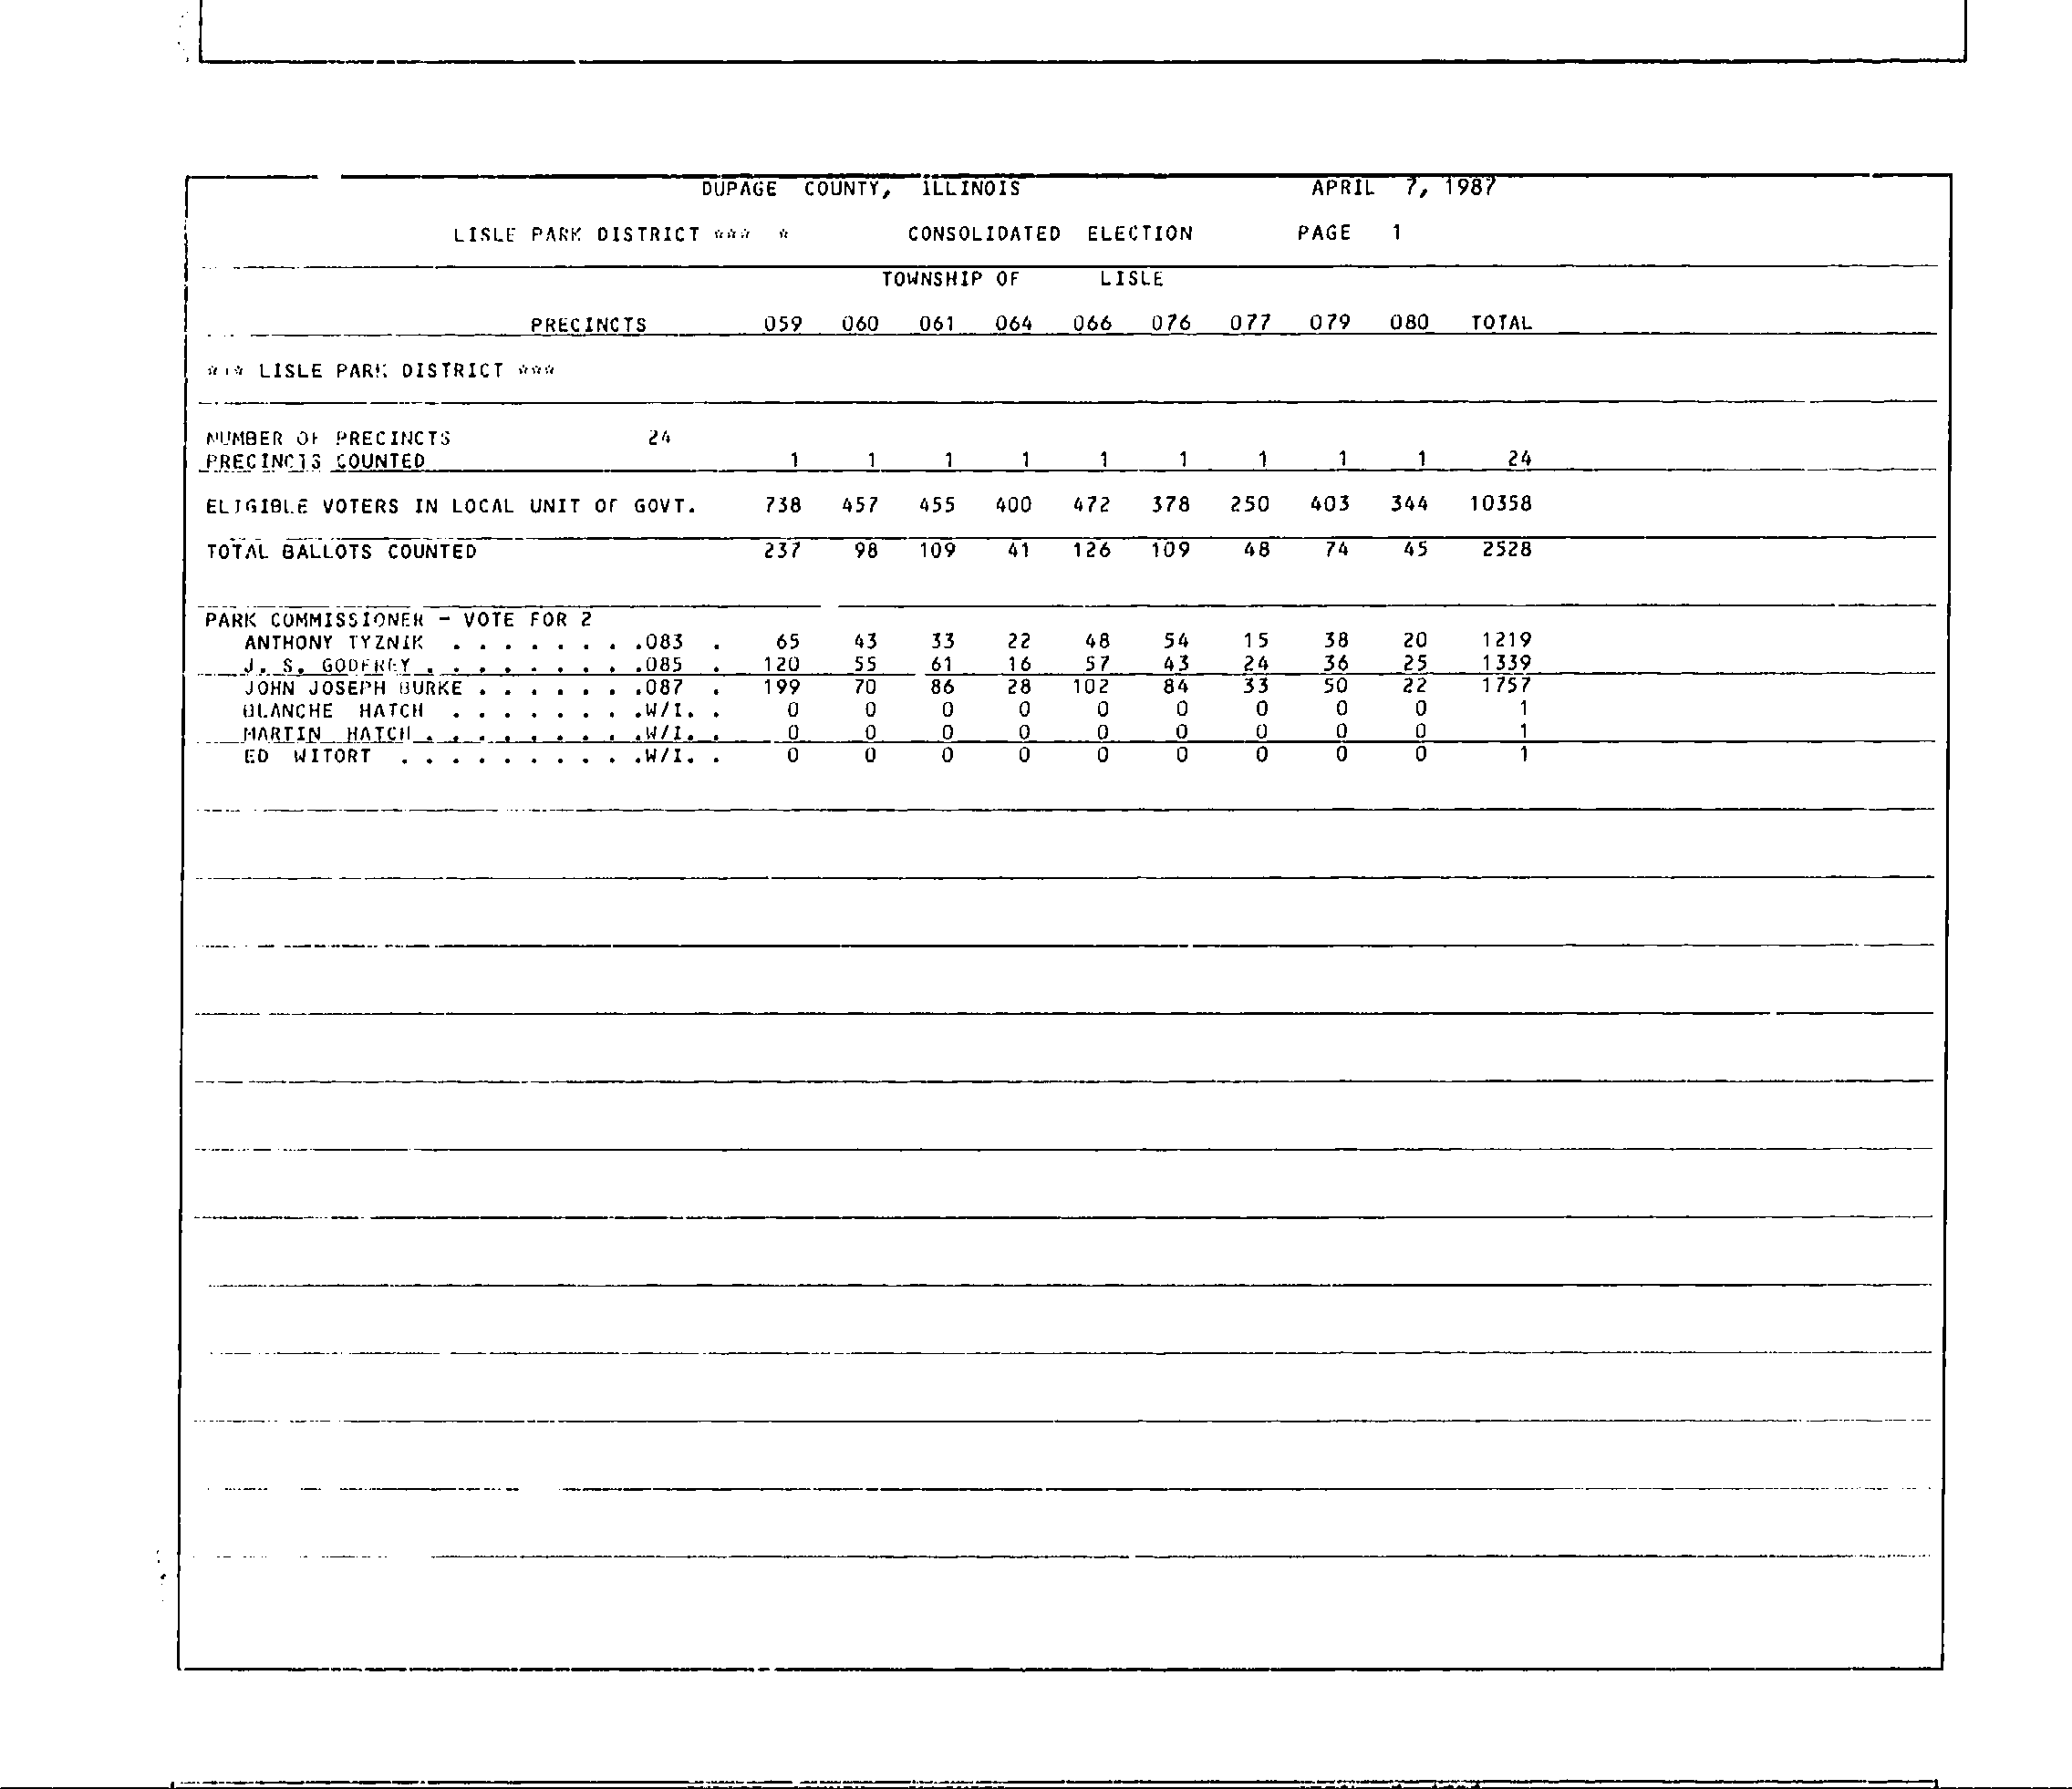 DUPAGE COUNTY, ILLINOIS APRIL 7, 1987
LISLE PARK DISTRICT *** * CONSOLIDATED ELECTION PAGE 1
TOWNSHIP OF LISLE
PRECINCTS 059 060 061 064 066 076 077 079 080 TOTAL
*** LISLE PARK DISTRICT ***
NUMBER OF PRECINCTS 24
PRECINCTS COUNTED 1 1 1 1 1 1 1 1 1 24
ELIGIBLE VOTERS IN LOCAL UNIT OF GOVT. 738 457 455 400 472 378 250 403 344 10358
TOTAL BALLOTS COUNTED 237 98 109 41 126 109 48 74 45 2528
PARK COMMISSIONER - VOTE FOR 2
ANTHONY TYZNIK . . . . . . . .083 . 65 43 33 22 48 54 15 38 20 1219
J. S. GODFREY . . . . . . . . .085 . 120 55 61 16 57 43 24 36 25 1339
JOHN JOSEPH BURKE . . . . . . .087 . 199 70 86 28 102 84 33 50 22 1757
BLANCHE HATCH . . . . . . . .W/I. . 0 0 0 0 0 0 0 0 0 1
MARTIN HATCH . . . . . . . . .W/I. . 0 0 0 0 0 0 0 0 0 1
ED WITORT . . . . . . . . . .W/I. . 0 0 0 0 0 0 0 0 0 1